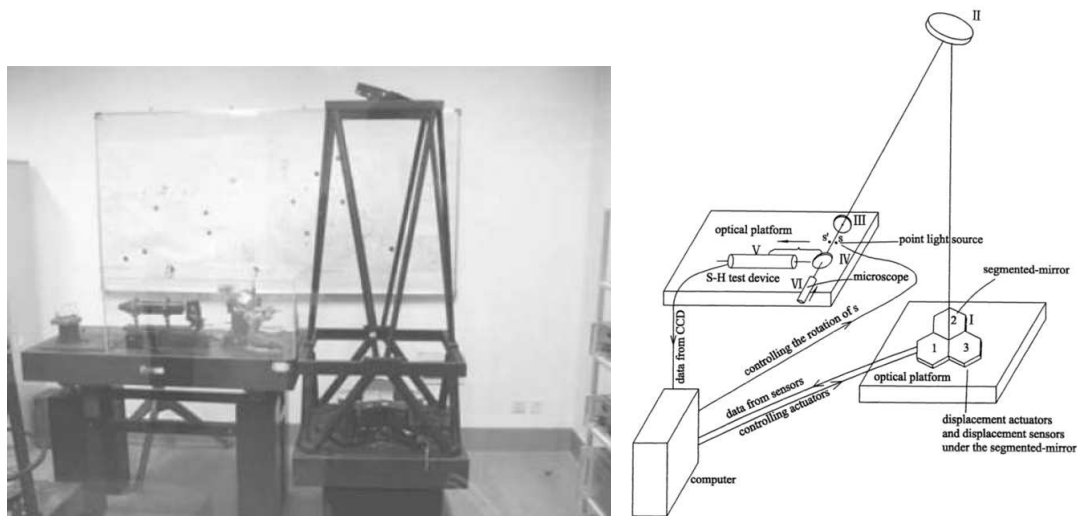 II
III
optical platform
s' s
point light source
V
IV
S-H test device
segmented-mirror
VI
microscope
2
I
1
3
data from CCD
controlling the rotation of s
optical platform
data from sensors
controlling actuators
displacement actuators
and displacement sensors
under the segmented-mirror
computer